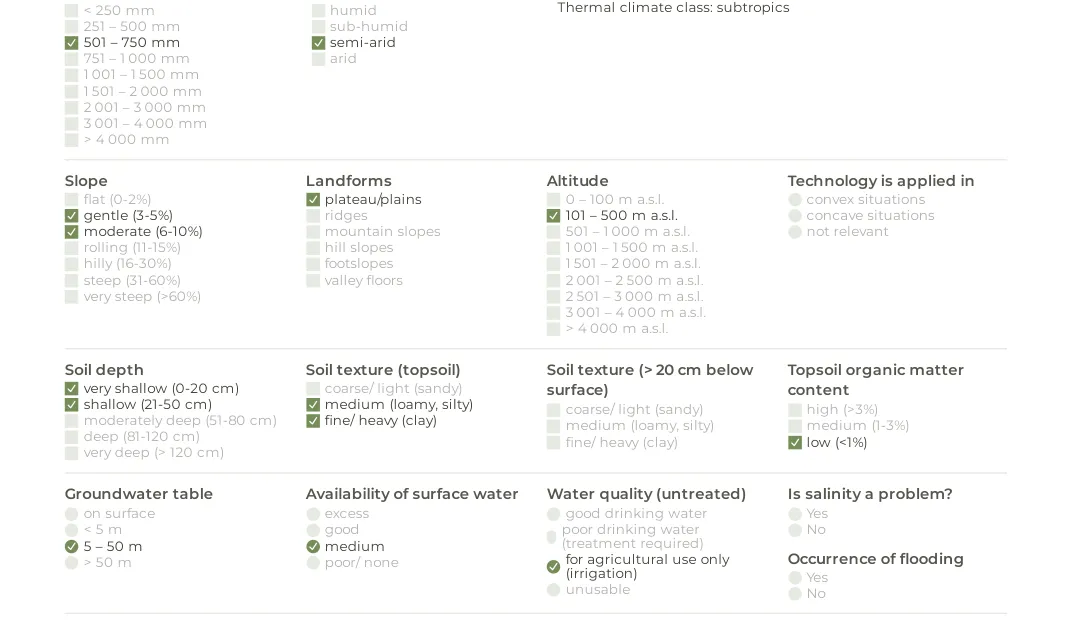 < 250 mm
251 – 500 mm
501 – 750 mm
751 – 1 000 mm
1 001 – 1 500 mm
1 501 – 2 000 mm
2 001 – 3 000 mm
3 001 – 4 000 mm
> 4 000 mm
humid
sub-humid
semi-arid
arid
Thermal climate class: subtropics
Slope
flat (0-2%)
gentle (3-5%)
moderate (6-10%)
rolling (11-15%)
hilly (16-30%)
steep (31-60%)
very steep (>60%)
Landforms
plateau/plains
ridges
mountain slopes
hill slopes
footslopes
valley floors
Altitude
0 – 100 m a.s.l.
101 – 500 m a.s.l.
501 – 1 000 m a.s.l.
1 001 – 1 500 m a.s.l.
1 501 – 2 000 m a.s.l.
2 001 – 2 500 m a.s.l.
2 501 – 3 000 m a.s.l.
3 001 – 4 000 m a.s.l.
> 4 000 m a.s.l.
Technology is applied in
convex situations
concave situations
not relevant
Soil depth
very shallow (0-20 cm)
shallow (21-50 cm)
moderately deep (51-80 cm)
deep (81-120 cm)
very deep (> 120 cm)
Soil texture (topsoil)
coarse/ light (sandy)
medium (loamy, silty)
fine/ heavy (clay)
Soil texture (> 20 cm below
surface)
coarse/ light (sandy)
medium (loamy, silty)
fine/ heavy (clay)
Topsoil organic matter
content
high (>3%)
medium (1-3%)
low (<1%)
Groundwater table
on surface
< 5 m
5 – 50 m
> 50 m
Availability of surface water
excess
good
medium
poor/ none
Water quality (untreated)
good drinking water
poor drinking water
(treatment required)
for agricultural use only
(irrigation)
unusable
Is salinity a problem?
Yes
No
Occurrence of flooding
Yes
No